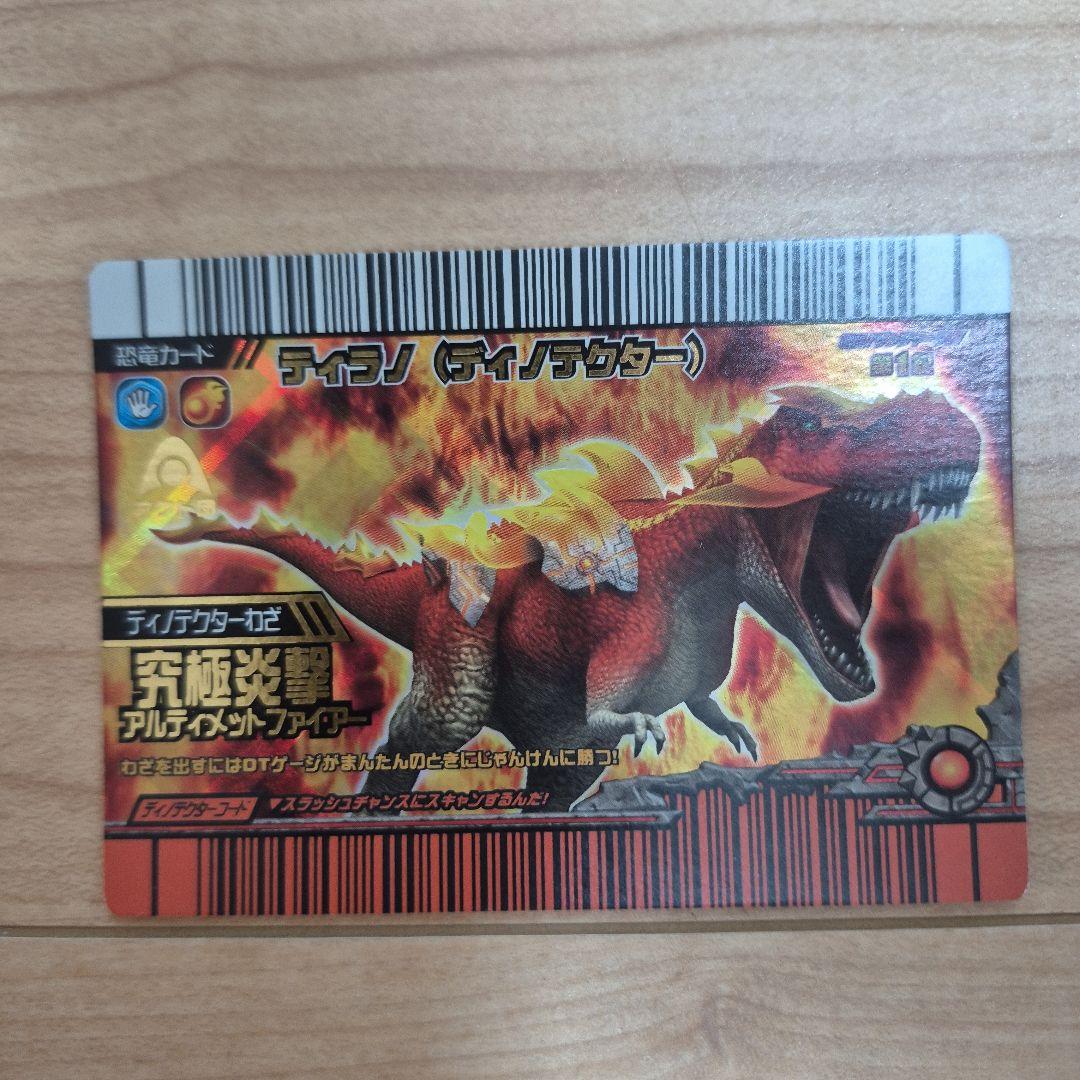 恐竜カード
ティラノ（ディノテクター）
ディノテクターわざ
究極炎撃
アルティメットファイアー
わざを出すにはDTゲージがまんたんのときにじゃんけんに勝つ!
ディノテクターコード
▼スラッシュチャンスにスキャンするんだ!